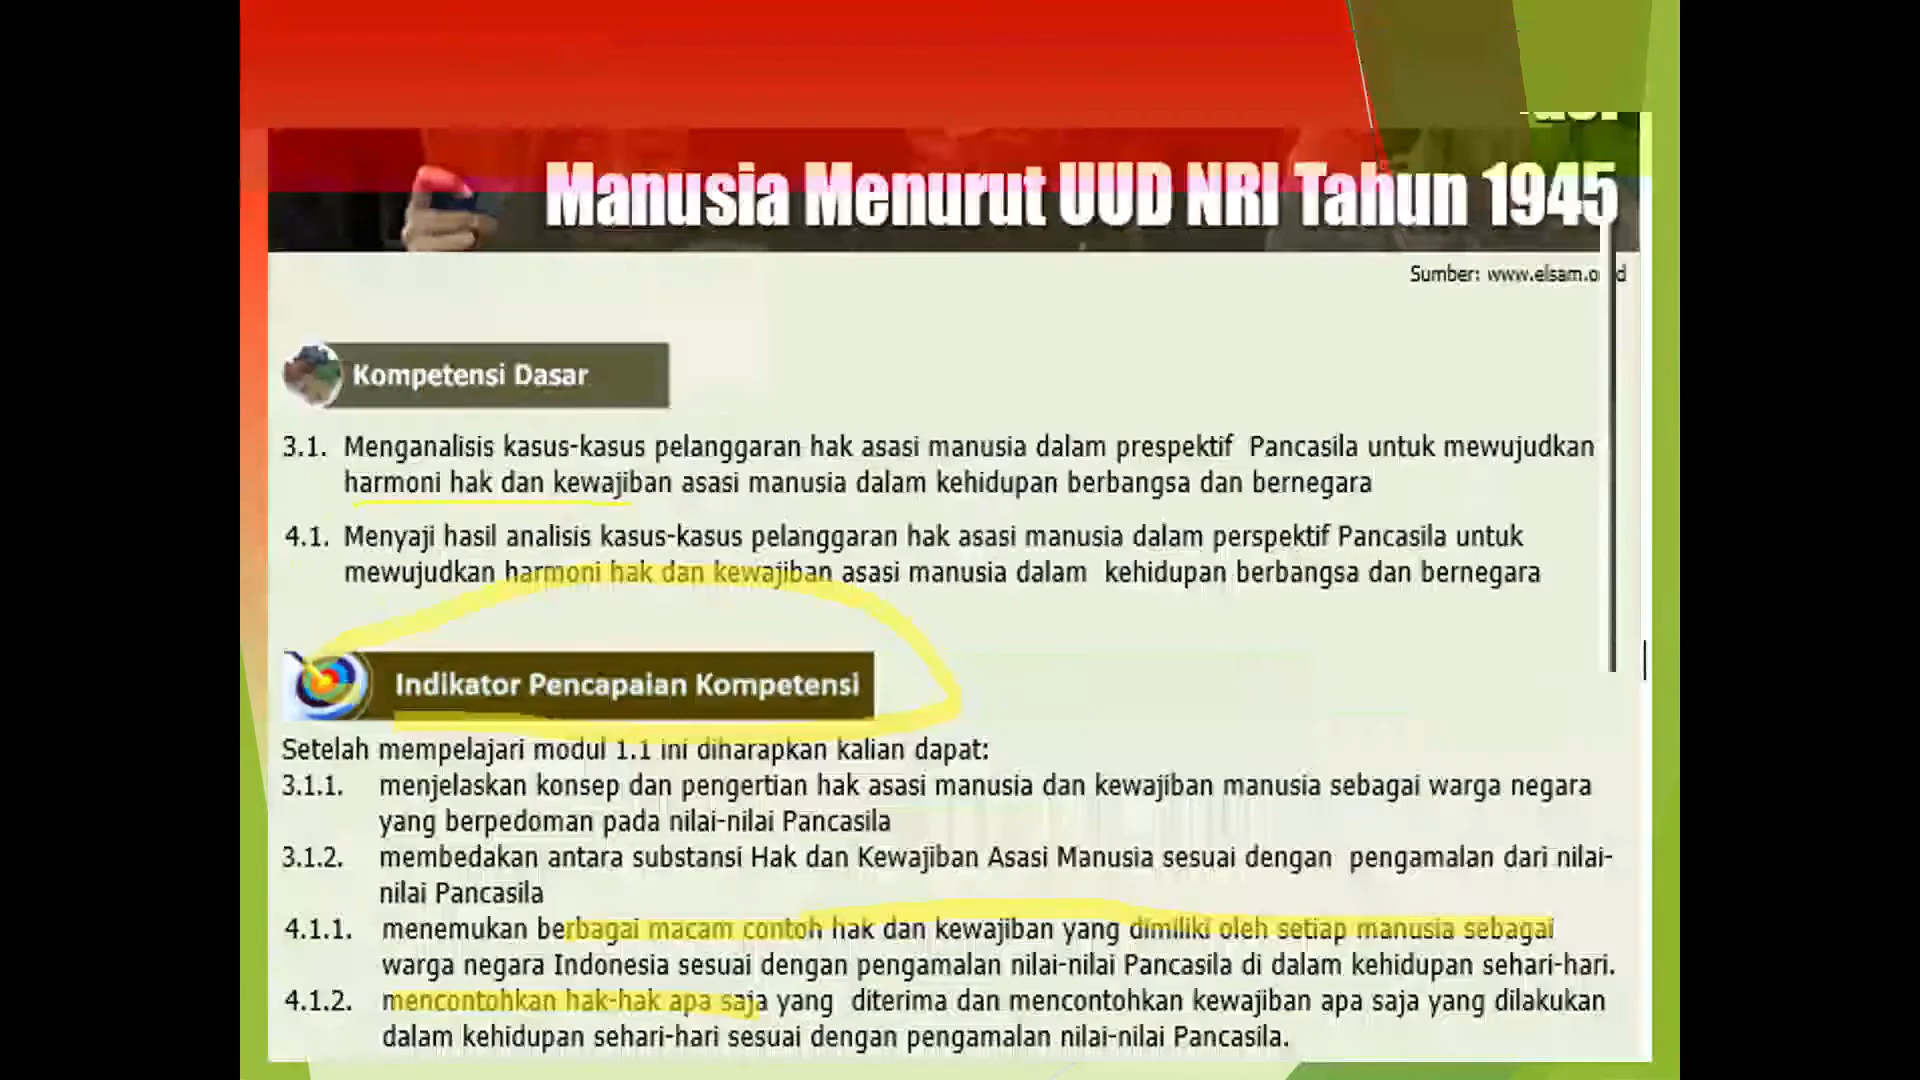 Manusia Menurut UUD NRI Tahun 1945
Sumber: www.elsam.o
Kompetensi Dasar
3.1. Menganalisis kasus-kasus pelanggaran hak asasi manusia dalam prespektif Pancasila untuk mewujudkan
harmoni hak dan kewajiban asasi manusia dalam kehidupan berbangsa dan bernegara
4.1. Menyaji hasil analisis kasus-kasus pelanggaran hak asasi manusia dalam perspektif Pancasila untuk
mewujudkan harmoni hak dan kewajiban asasi manusia dalam kehidupan berbangsa dan bernegara
Indikator Pencapaian Kompetensi
Setelah mempelajari modul 1.1 ini diharapkan kalian dapat:
3.1.1. menjelaskan konsep dan pengertian hak asasi manusia dan kewajiban manusia sebagai warga negara
yang berpedoman pada nilai-nilai Pancasila
3.1.2. membedakan antara substansi Hak dan Kewajiban Asasi Manusia sesuai dengan pengamalan dari nilai-
nilai Pancasila
4.1.1. menemukan berbagai macam contoh hak dan kewajiban yang dimiliki oleh setiap manusia sebagai
warga negara Indonesia sesuai dengan pengamalan nilai-nilai Pancasila di dalam kehidupan sehari-hari.
4.1.2. mencontohkan hak-hak apa saja yang diterima dan mencontohkan kewajiban apa saja yang dilakukan
dalam kehidupan sehari-hari sesuai dengan pengamalan nilai-nilai Pancasila.